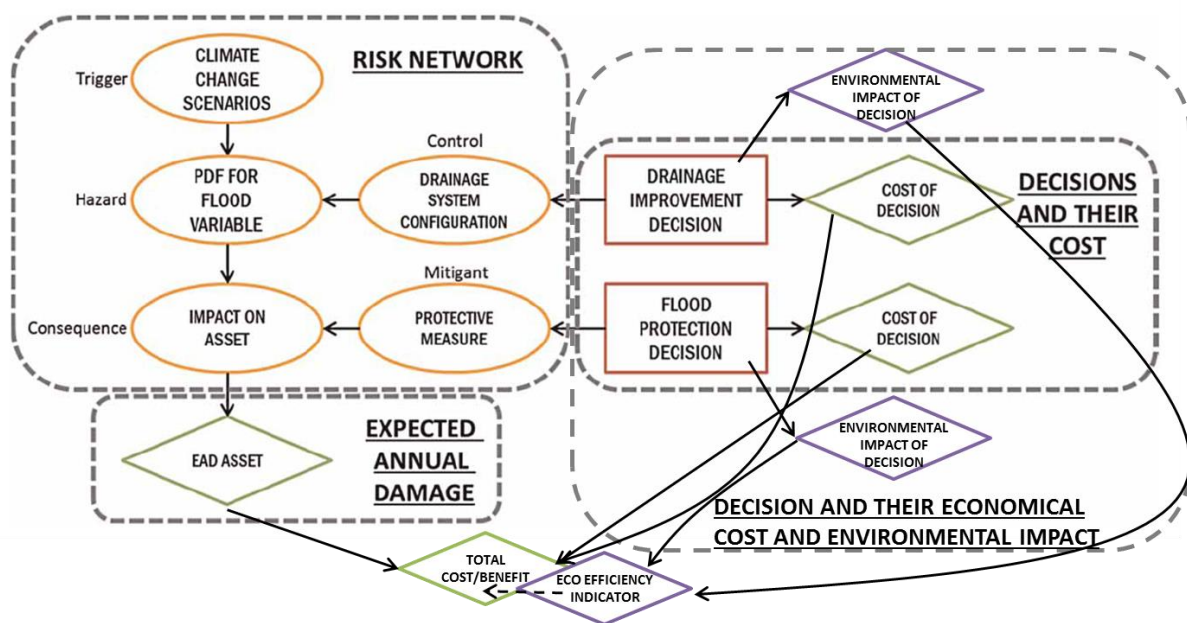 RISK NETWORK
Trigger
CLIMATE
CHANGE
SCENARIOS
Hazard
PDF FOR
FLOOD
VARIABLE
Control
DRAINAGE
SYSTEM
CONFIGURATION
Consequence
IMPACT ON
ASSET
Mitigant
PROTECTIVE
MEASURE
ENVIRONMENTAL
IMPACT OF
DECISION
DRAINAGE
IMPROVEMENT
DECISION
COST OF
DECISION
DECISIONS
AND THEIR
COST
FLOOD
PROTECTION
DECISION
COST OF
DECISION
ENVIRONMENTAL
IMPACT OF
DECISION
DECISION AND THEIR ECONOMICAL
COST AND ENVIRONMENTAL IMPACT
EAD ASSET
EXPECTED
ANNUAL
DAMAGE
TOTAL
COST/BENEFIT
ECO EFFICIENCY
INDICATOR